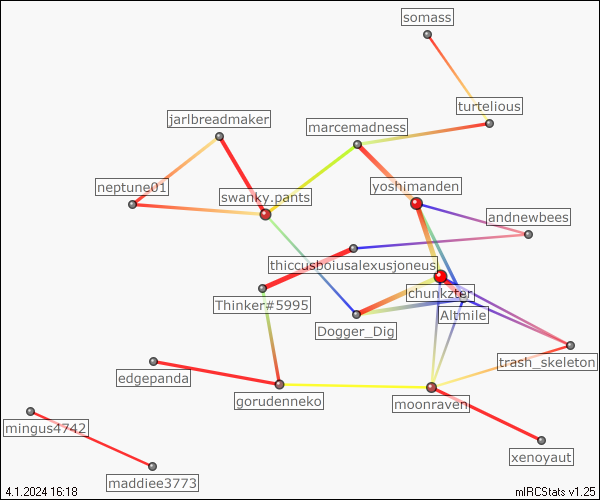 somass
turtelious
jarlbreadmaker
marcemadness
neptune01
yoshimanden
swanky.pants
andnewbees
thiccusboiusalexusjoneus
chunkzter
Thinker#5995
Altmile
Dogger_Dig
trash_skeleton
edgepanda
gorudenneko
moonraven
mingus4742
xenoyaut
maddiee3773
4.1.2024 16:18
mIRCStats v1.25